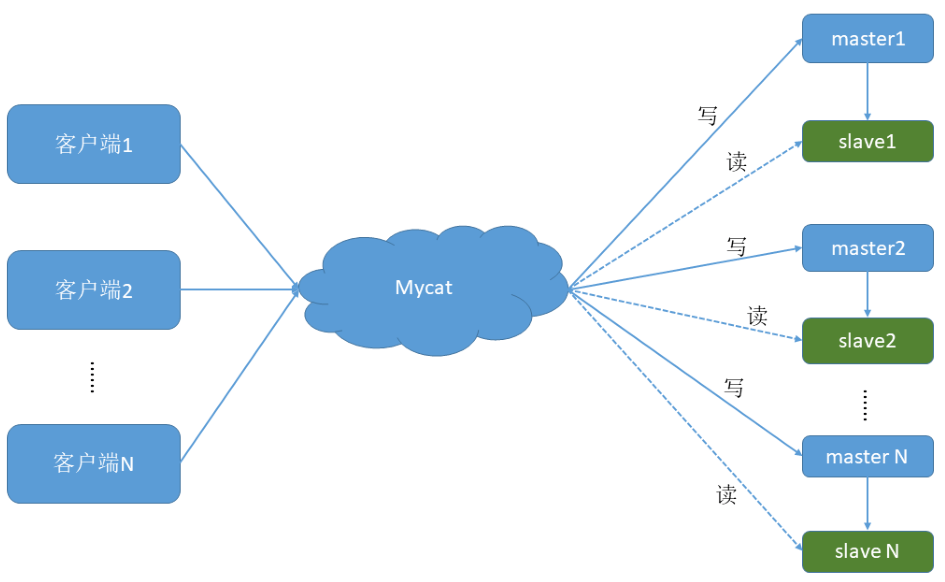 客户端1
客户端2
······
客户端N
Mycat
写
读
写
读
写
读
master1
slave1
master2
slave2
······
master N
slave N